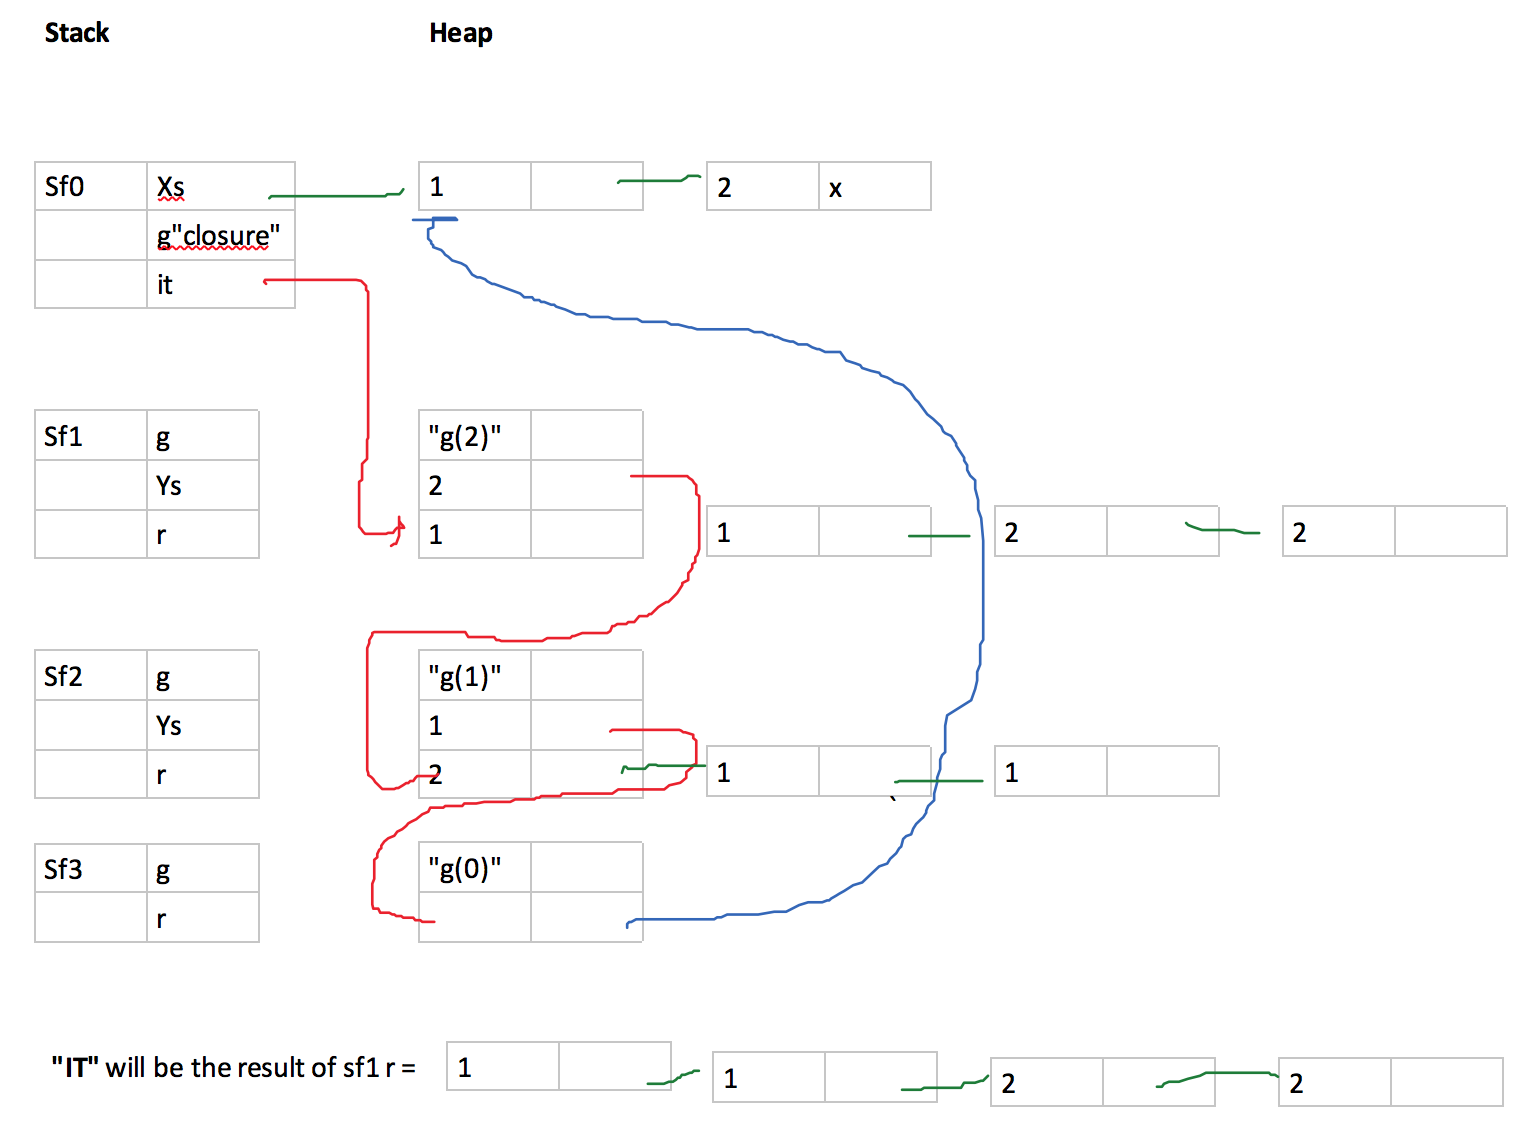 Stack Heap
Sf0 Xs 1 2 x
g"closure"
it
Sf1 g "g(2)"
Ys 2
r 1 1 2 2
Sf2 g "g(1)"
Ys 1
r 2 1 1
Sf3 g "g(0)"
r
"IT" will be the result of sf1 r = 1 1 2 2